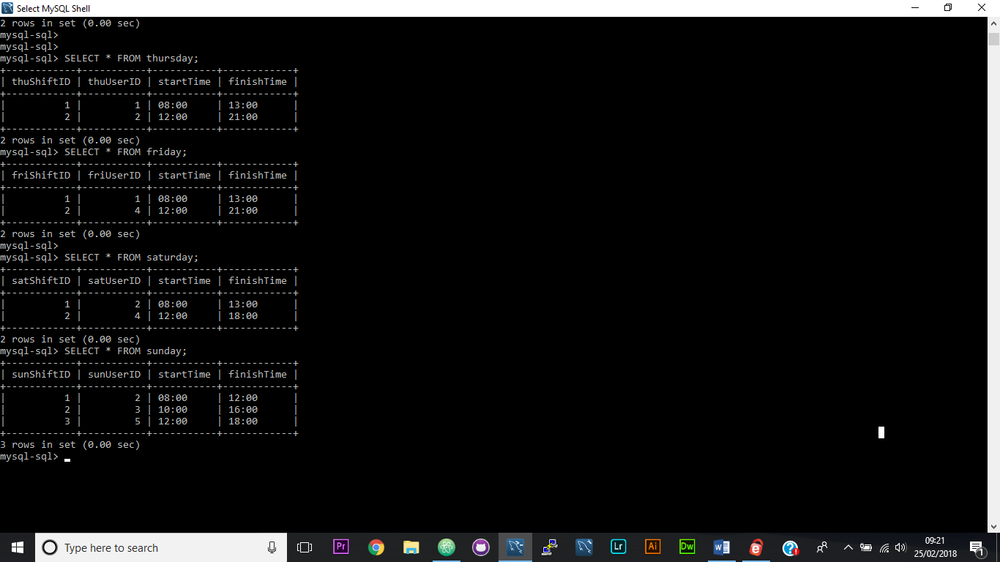 Select MySQL Shell
2 rows in set (0.00 sec)
mysql-sql>
mysql-sql>
mysql-sql> SELECT * FROM thursday;
+------------+-----------+-----------+------------+
| thuShiftID | thuUserID | startTime | finishTime |
+------------+-----------+-----------+------------+
|          1 |         1 | 08:00     | 13:00      |
|          2 |         2 | 12:00     | 21:00      |
+------------+-----------+-----------+------------+
2 rows in set (0.00 sec)
mysql-sql> SELECT * FROM friday;
+------------+-----------+-----------+------------+
| friShiftID | friUserID | startTime | finishTime |
+------------+-----------+-----------+------------+
|          1 |         1 | 08:00     | 13:00      |
|          2 |         4 | 12:00     | 21:00      |
+------------+-----------+-----------+------------+
2 rows in set (0.00 sec)
mysql-sql>
mysql-sql> SELECT * FROM saturday;
+------------+-----------+-----------+------------+
| satShiftID | satUserID | startTime | finishTime |
+------------+-----------+-----------+------------+
|          1 |         2 | 08:00     | 13:00      |
|          2 |         4 | 12:00     | 18:00      |
+------------+-----------+-----------+------------+
2 rows in set (0.00 sec)
mysql-sql> SELECT * FROM sunday;
+------------+-----------+-----------+------------+
| sunShiftID | sunUserID | startTime | finishTime |
+------------+-----------+-----------+------------+
|          1 |         2 | 08:00     | 12:00      |
|          2 |         3 | 10:00     | 16:00      |
|          3 |         5 | 12:00     | 18:00      |
+------------+-----------+-----------+------------+
3 rows in set (0.00 sec)
mysql-sql>
Type here to search
Pr
Lr
Ai
Dw
09:21
25/02/2018
1